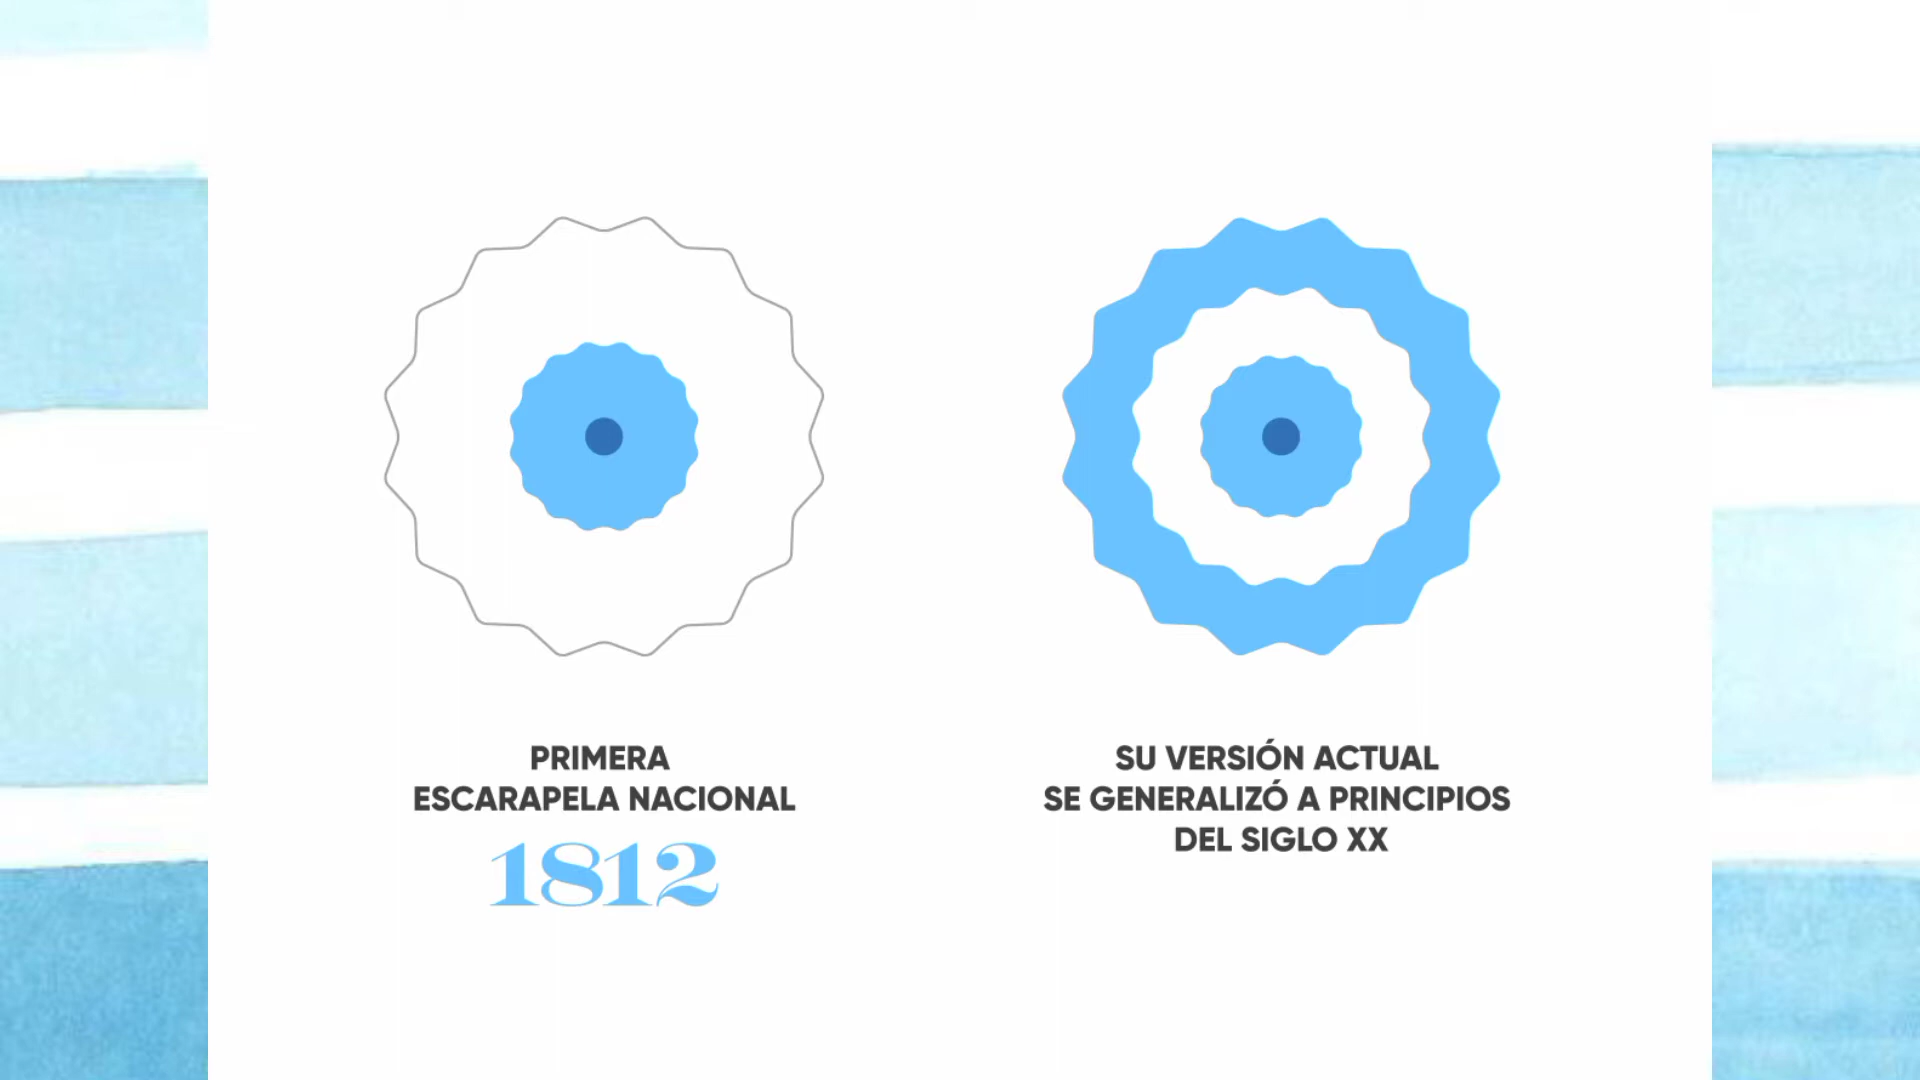 PRIMERA
ESCARAPELA NACIONAL
1812
SU VERSIÓN ACTUAL
SE GENERALIZÓ A PRINCIPIOS
DEL SIGLO XX